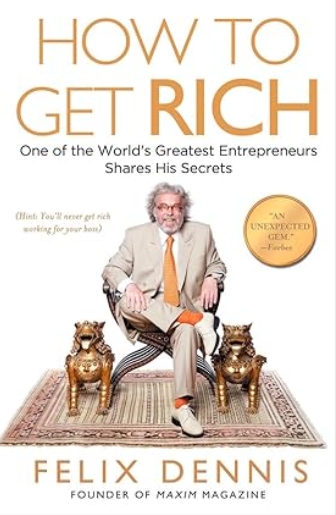 HOW TO
GET RICH
One of the World's Greatest Entrepreneurs
Shares His Secrets
(Hint: You'll never get rich
working for your boss)
"AN
UNEXPECTED
GEM."
—Forbes
FELIX DENNIS
FOUNDER OF MAXIM MAGAZINE